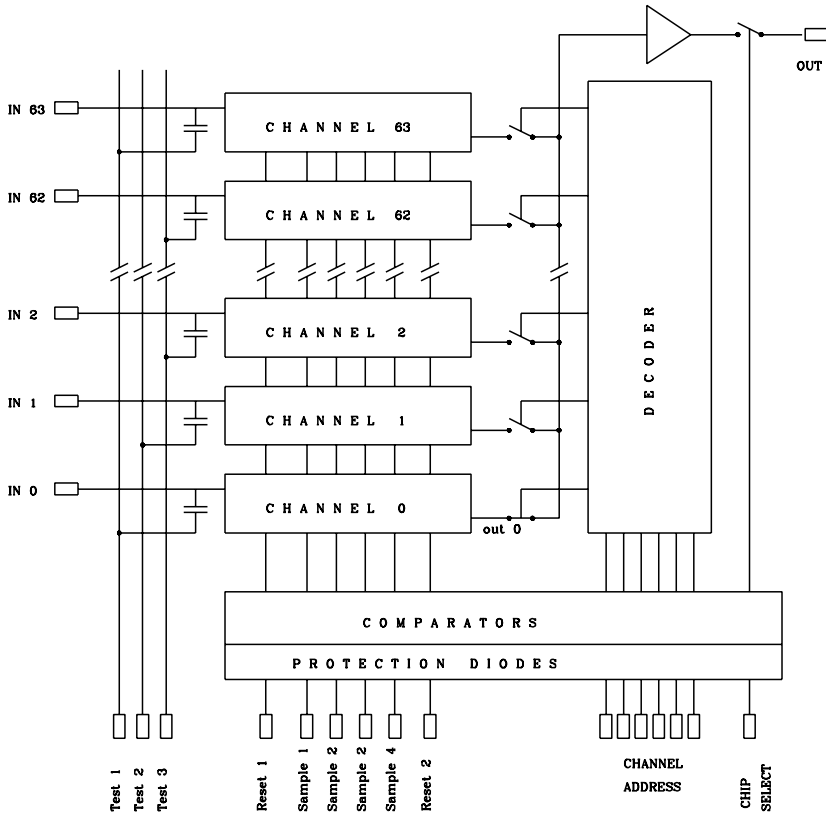 OUT
IN 63
CHANNEL 63
IN 62
CHANNEL 62
IN 2
CHANNEL 2
DECODER
IN 1
CHANNEL 1
IN 0
CHANNEL 0
out 0
COMPARATORS
PROTECTION DIODES
Test 1
Test 2
Test 3
Reset 1
Sample 1
Sample 2
Sample 2
Sample 4
Reset 2
CHANNEL
ADDRESS
CHIP
SELECT